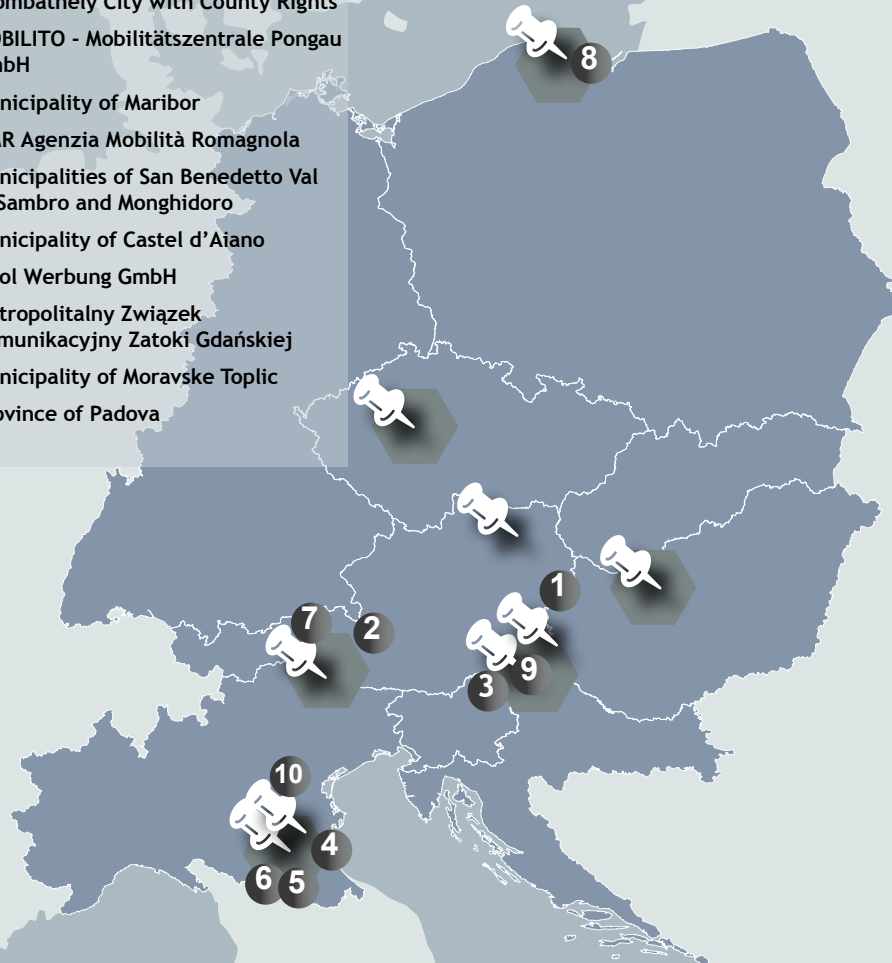 ombathely City with County Rights
OBILITO - Mobilitätszentrale Pongau
nbH
nicipality of Maribor
R Agenzia Mobilità Romagnola
nicipalities of San Benedetto Val
Sambro and Monghidoro
nicipality of Castel d’Aiano
ol Werbung GmbH
tropolitalny Związek
munikacyjny Zatoki Gdańskiej
nicipality of Moravske Toplic
ovince of Padova
8
1
7
2
9
3
10
4
6
5